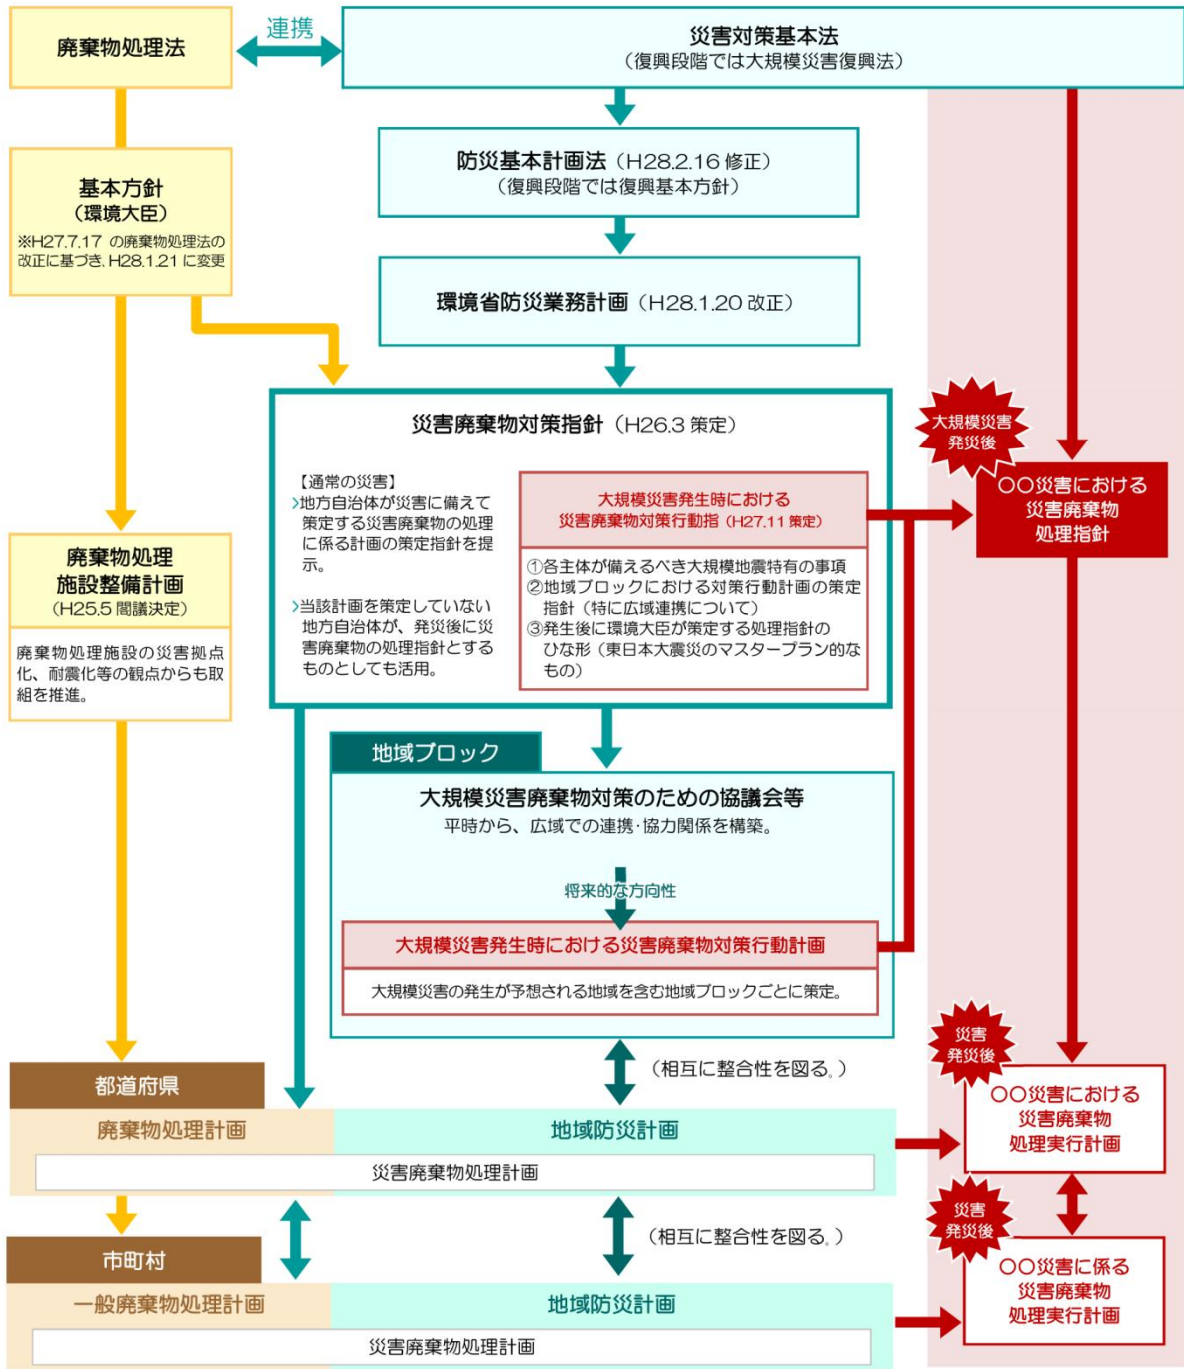 廃棄物処理法
連携
災害対策基本法
（復興段階では大規模災害復興法）
防災基本計画法（H28.2.16 修正）
（復興段階では復興基本方針）
基本方針
（環境大臣）
※H27.7.17 の廃棄物処理法の
改正に基づき、H28.1.21 に変更
環境省防災業務計画（H28.1.20 改正）
災害廃棄物対策指針（H26.3 策定）
【通常の災害】
>地方自治体が災害に備えて
策定する災害廃棄物の処理
に係る計画の策定指針を提
示。
>当該計画を策定していない
地方自治体が、発災後に災
害廃棄物の処理指針とする
ものとしても活用。
大規模災害発生時における
災害廃棄物対策行動指（H27.11 策定）
①各主体が備えるべき大規模地震特有の事項
②地域ブロックにおける対策行動計画の策定
指針（特に広域連携について）
③発生後に環境大臣が策定する処理指針の
ひな形（東日本大震災のマスタープラン的な
もの）
大規模災害
発災後
〇〇災害における
災害廃棄物
処理指針
廃棄物処理
施設整備計画
（H25.5 閣議決定）
廃棄物処理施設の災害拠点
化、耐震化等の観点からも取
組を推進。
地域ブロック
大規模災害廃棄物対策のための協議会等
平時から、広域での連携・協力関係を構築。
将来的な方向性
大規模災害発生時における災害廃棄物対策行動計画
大規模災害の発生が予想される地域を含む地域ブロックごとに策定。
（相互に整合性を図る。）
災害
発災後
〇〇災害における
災害廃棄物
処理実行計画
都道府県
廃棄物処理計画
地域防災計画
災害廃棄物処理計画
（相互に整合性を図る。）
災害
発災後
〇〇災害に係る
災害廃棄物
処理実行計画
市町村
一般廃棄物処理計画
地域防災計画
災害廃棄物処理計画